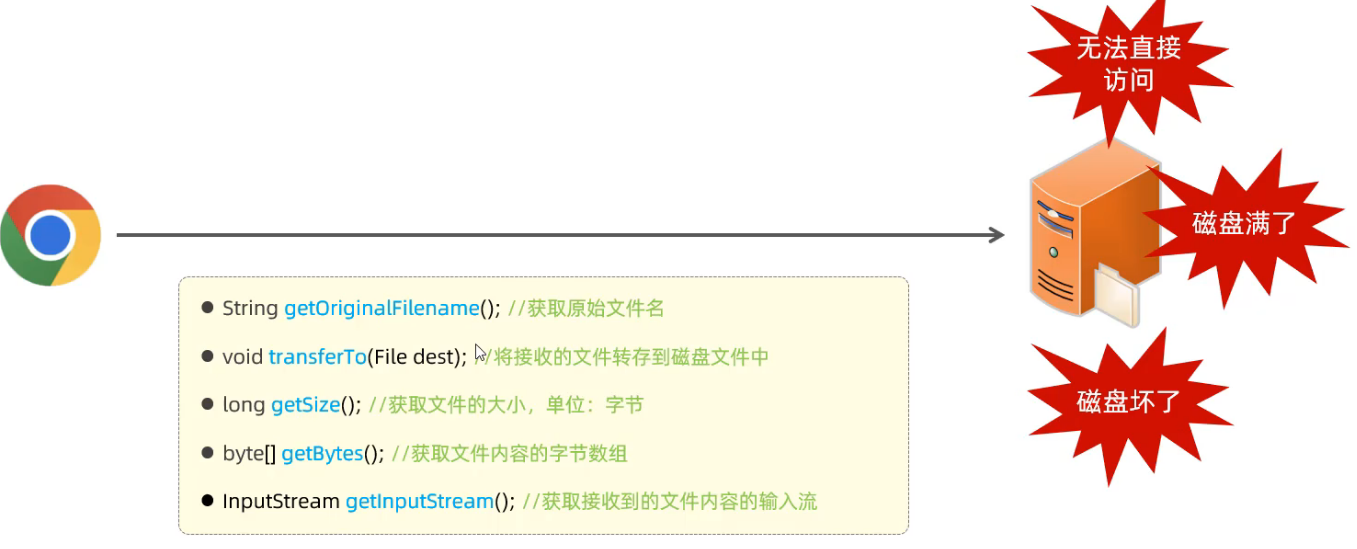 无法直接
访问
磁盘满了
String getOriginalFilename(); //获取原始文件名
void transferTo(File dest); //将接收的文件转存到磁盘文件中
long getSize(); //获取文件的大小，单位：字节
byte[] getBytes(); //获取文件内容的字节数组
InputStream getInputStream(); //获取接收到的文件内容的输入流
磁盘坏了